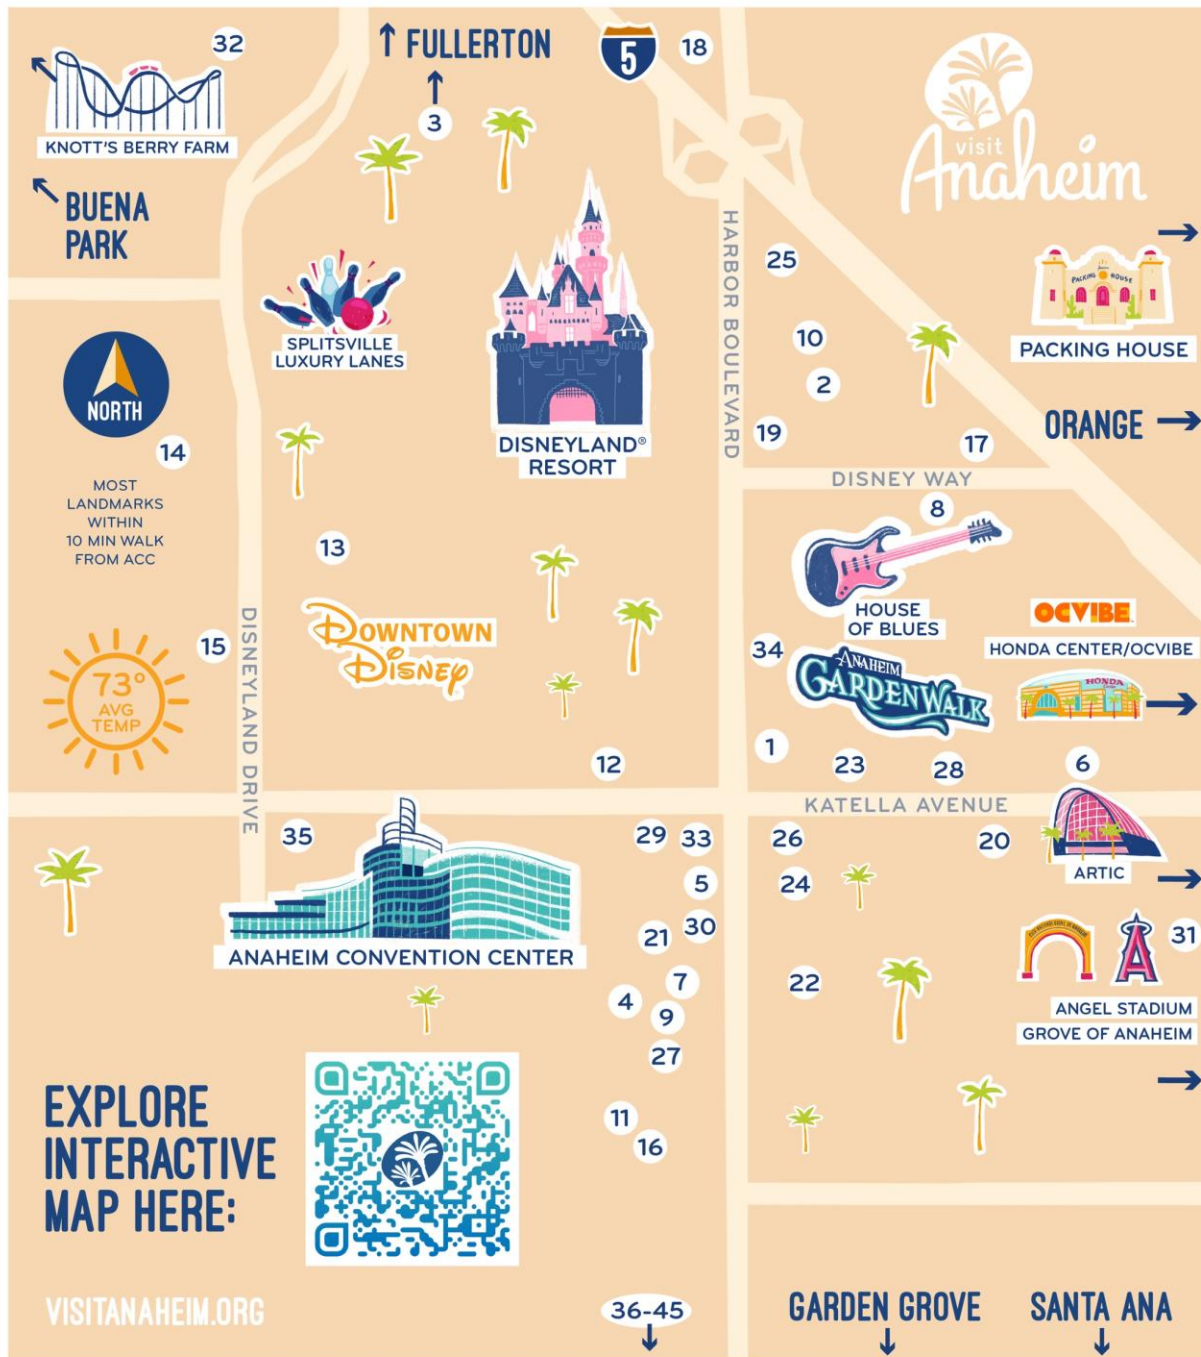 32
↑ FULLERTON
5
18
3
visit
Anaheim
KNOTT'S BERRY FARM
BUENA
PARK
HARBOR BOULEVARD
25
PACKING HOUSE
PACKING HOUSE
SPLITSVILLE
LUXURY LANES
10
2
NORTH
DISNEYLAND®
RESORT
19
ORANGE
17
14
MOST
LANDMARKS
WITHIN
10 MIN WALK
FROM ACC
DISNEY WAY
8
13
HOUSE
OF BLUES
OCVIBE
HONDA CENTER/OCVIBE
HONDA
DOWNTOWN
DISNEY
DISNEYLAND DRIVE
15
34
ANAHEIM
GARDENWALK
73°
AVG
TEMP
1
12
23
28
6
KATELLA AVENUE
35
29
33
26
20
ARTIC
5
24
30
21
31
ANAHEIM CONVENTION CENTER
A
7
22
4
9
ANGEL STADIUM
GROVE OF ANAHEIM
27
EXPLORE
INTERACTIVE
MAP HERE:
11
16
VISITANAHEIM.ORG
36-45
GARDEN GROVE
SANTA ANA